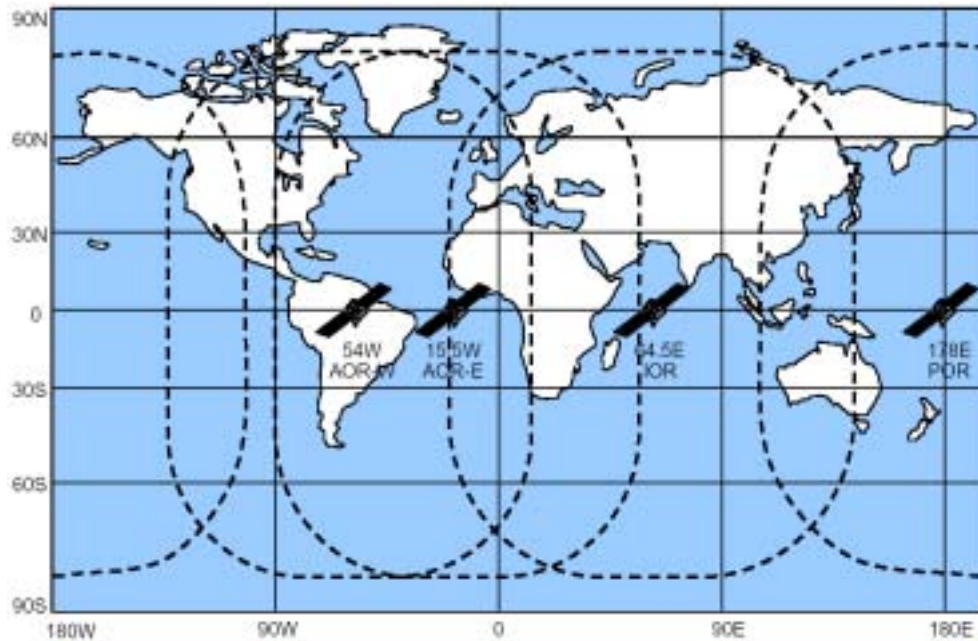 90N
60N
30N
0
30S
60S
90S
54W
AOR-W
15.5W
AOR-E
64.5E
IOR
178E
POR
180W
90W
0
90E
180E